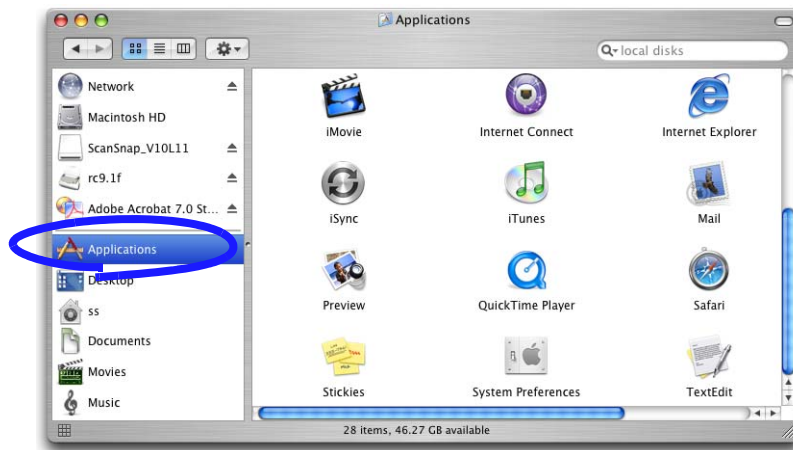 Applications
local disks
Network
Macintosh HD
ScanSnap_V10L11
rc9.1f
Adobe Acrobat 7.0 St...
Applications
Desktop
ss
Documents
Movies
Music
iMovie
Internet Connect
Internet Explorer
iSync
iTunes
Mail
Preview
QuickTime Player
Safari
Stickies
System Preferences
TextEdit
28 items, 46.27 GB available